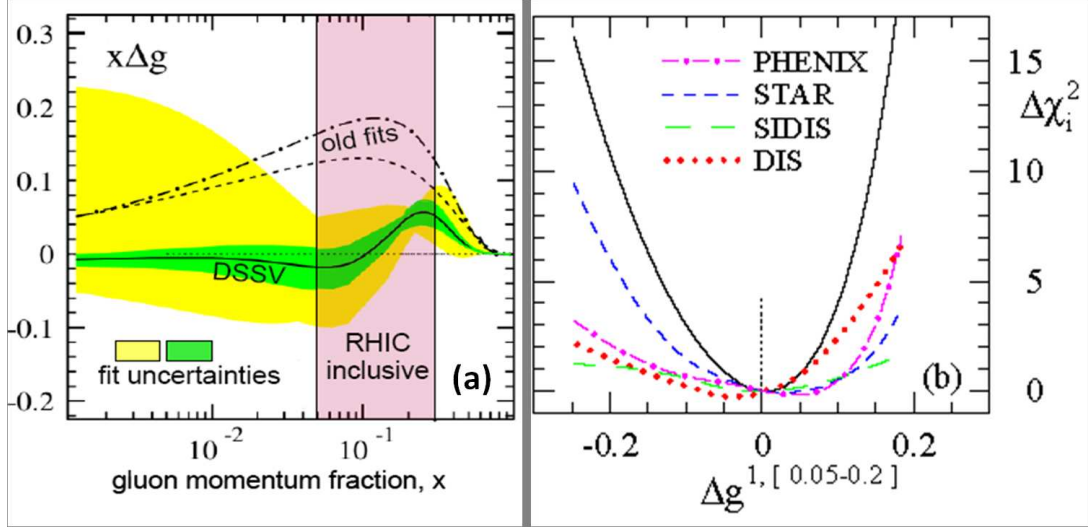 0.3
0.2
0.1
0
-0.1
-0.2
xΔg
old fits
DSSV
RHIC
inclusive
fit uncertainties
(a)
10⁻² 10⁻¹
gluon momentum fraction, x
PHENIX
STAR
SIDIS
DIS
15
10
5
0
Δχᵢ²
(b)
-0.2 0 0.2
Δg¹, [ 0.05-0.2 ]